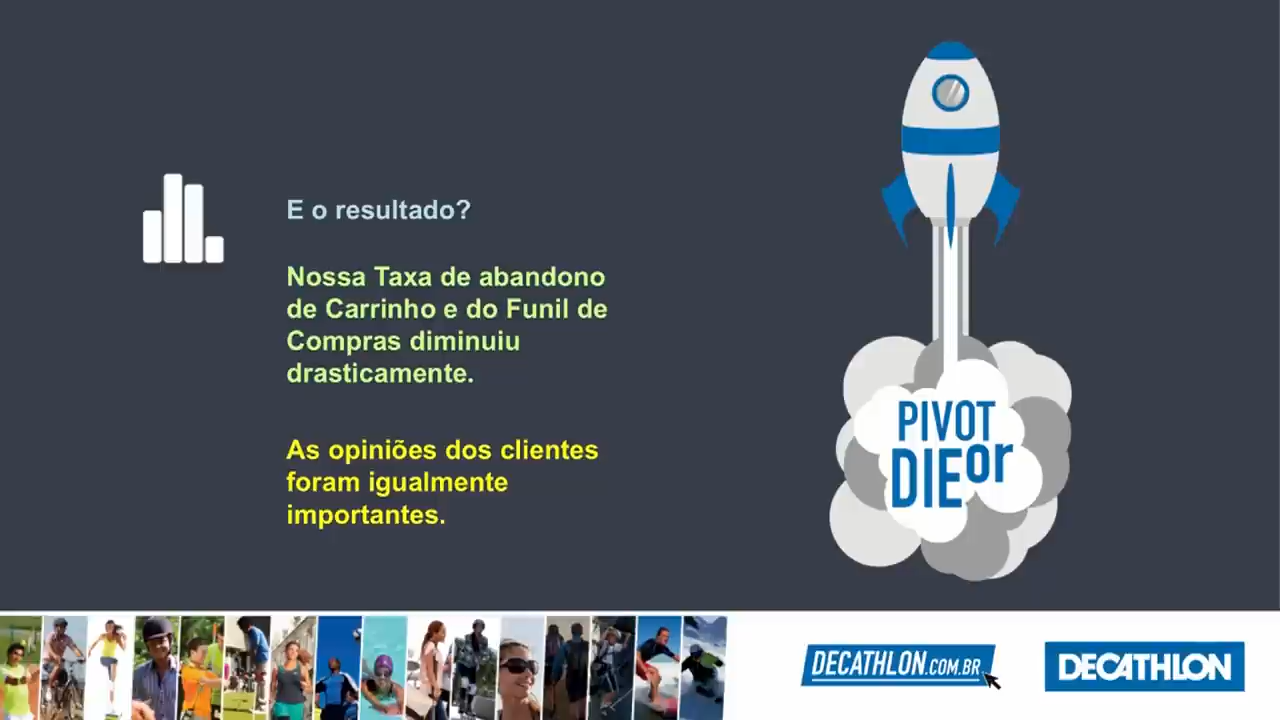 E o resultado?
Nossa Taxa de abandono
de Carrinho e do Funil de
Compras diminuiu
drasticamente.
As opiniões dos clientes
foram igualmente
importantes.
PIVOT
DIE or
DECATHLON.COM.BR
DECATHLON